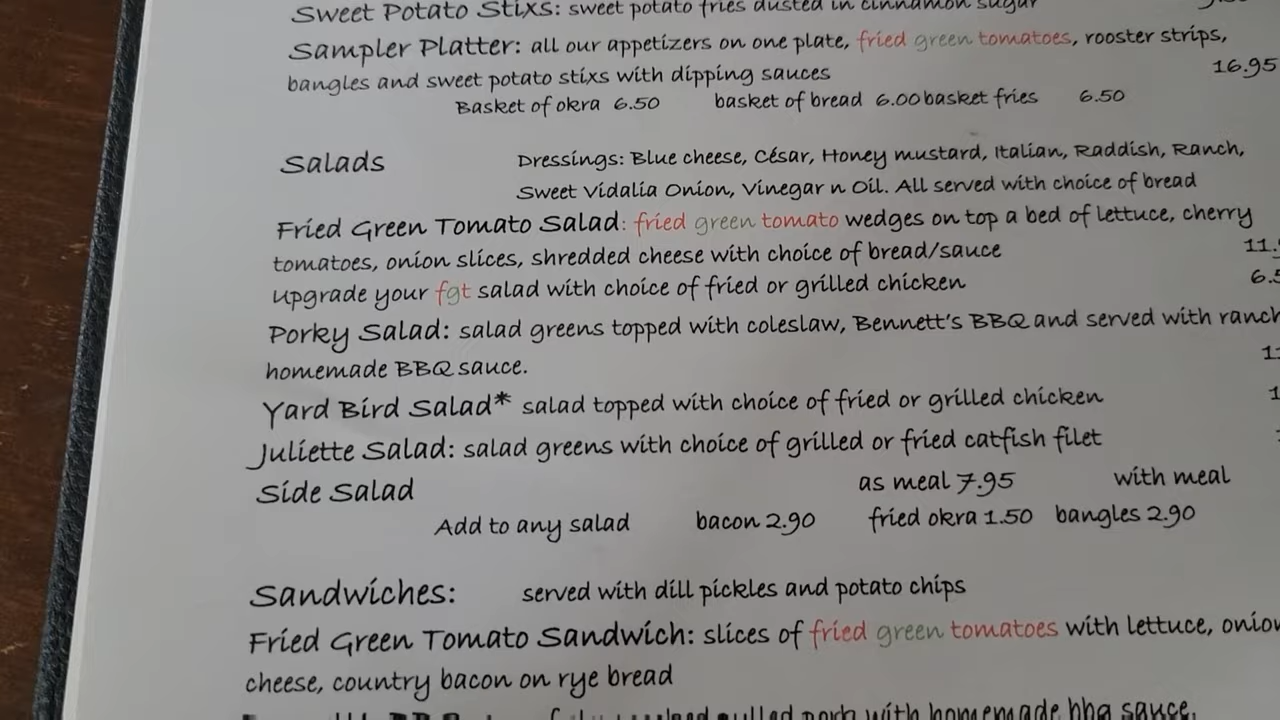 Sweet Potato Stixs: sweet potato fries dusted in cinnamon sugar
Sampler Platter: all our appetizers on one plate, fried green tomatoes, rooster strips,
bangles and sweet potato stixs with dipping sauces 16.95
Basket of okra 6.50 basket of bread 6.00 basket fries 6.50
Salads Dressings: Blue cheese, César, Honey mustard, Italian, Raddish, Ranch,
Sweet Vidalia Onion, Vinegar n Oil. All served with choice of bread
Fried Green Tomato Salad: fried green tomato wedges on top a bed of lettuce, cherry
tomatoes, onion slices, shredded cheese with choice of bread/sauce 11.
upgrade your fgt salad with choice of fried or grilled chicken 6.5
Porky Salad: salad greens topped with coleslaw, Bennett's BBQ and served with ranch
homemade BBQ sauce.
Yard Bird Salad* salad topped with choice of fried or grilled chicken
Juliette Salad: salad greens with choice of grilled or fried catfish filet
Side Salad as meal 7.95 with meal
Add to any salad bacon 2.90 fried okra 1.50 bangles 2.90
Sandwiches: served with dill pickles and potato chips
Fried Green Tomato Sandwich: slices of fried green tomatoes with lettuce, onion
cheese, country bacon on rye bread
pulled pork with homemade bbq sauce.